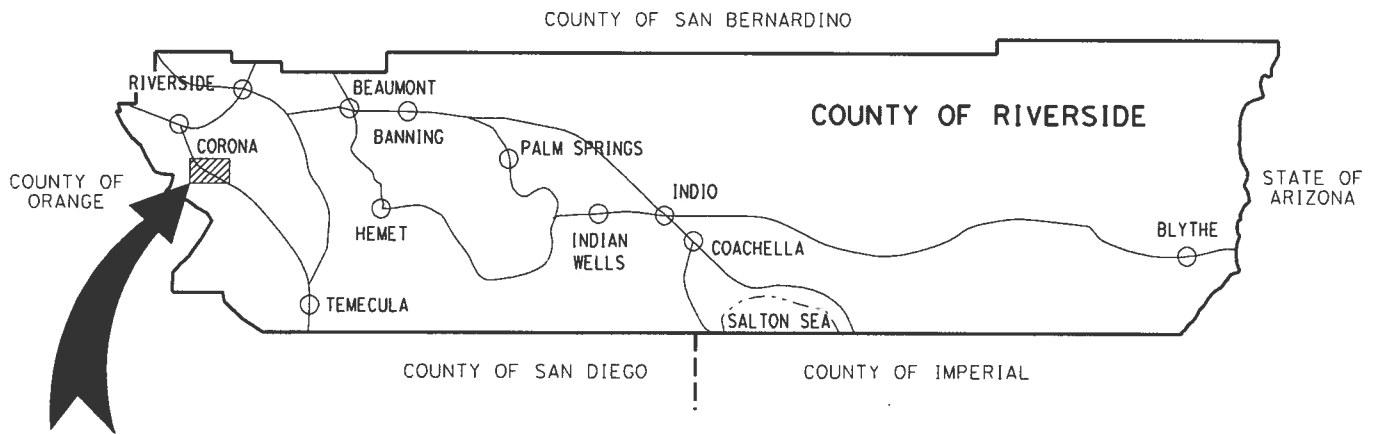 COUNTY OF SAN BERNARDINO
RIVERSIDE
BEAUMONT
COUNTY OF RIVERSIDE
BANNING
CORONA
PALM SPRINGS
COUNTY OF
ORANGE
STATE OF
ARIZONA
INDIO
HEMET
INDIAN
WELLS
COACHELLA
BLYTHE
TEMECULA
SALTON SEA
COUNTY OF SAN DIEGO
COUNTY OF IMPERIAL